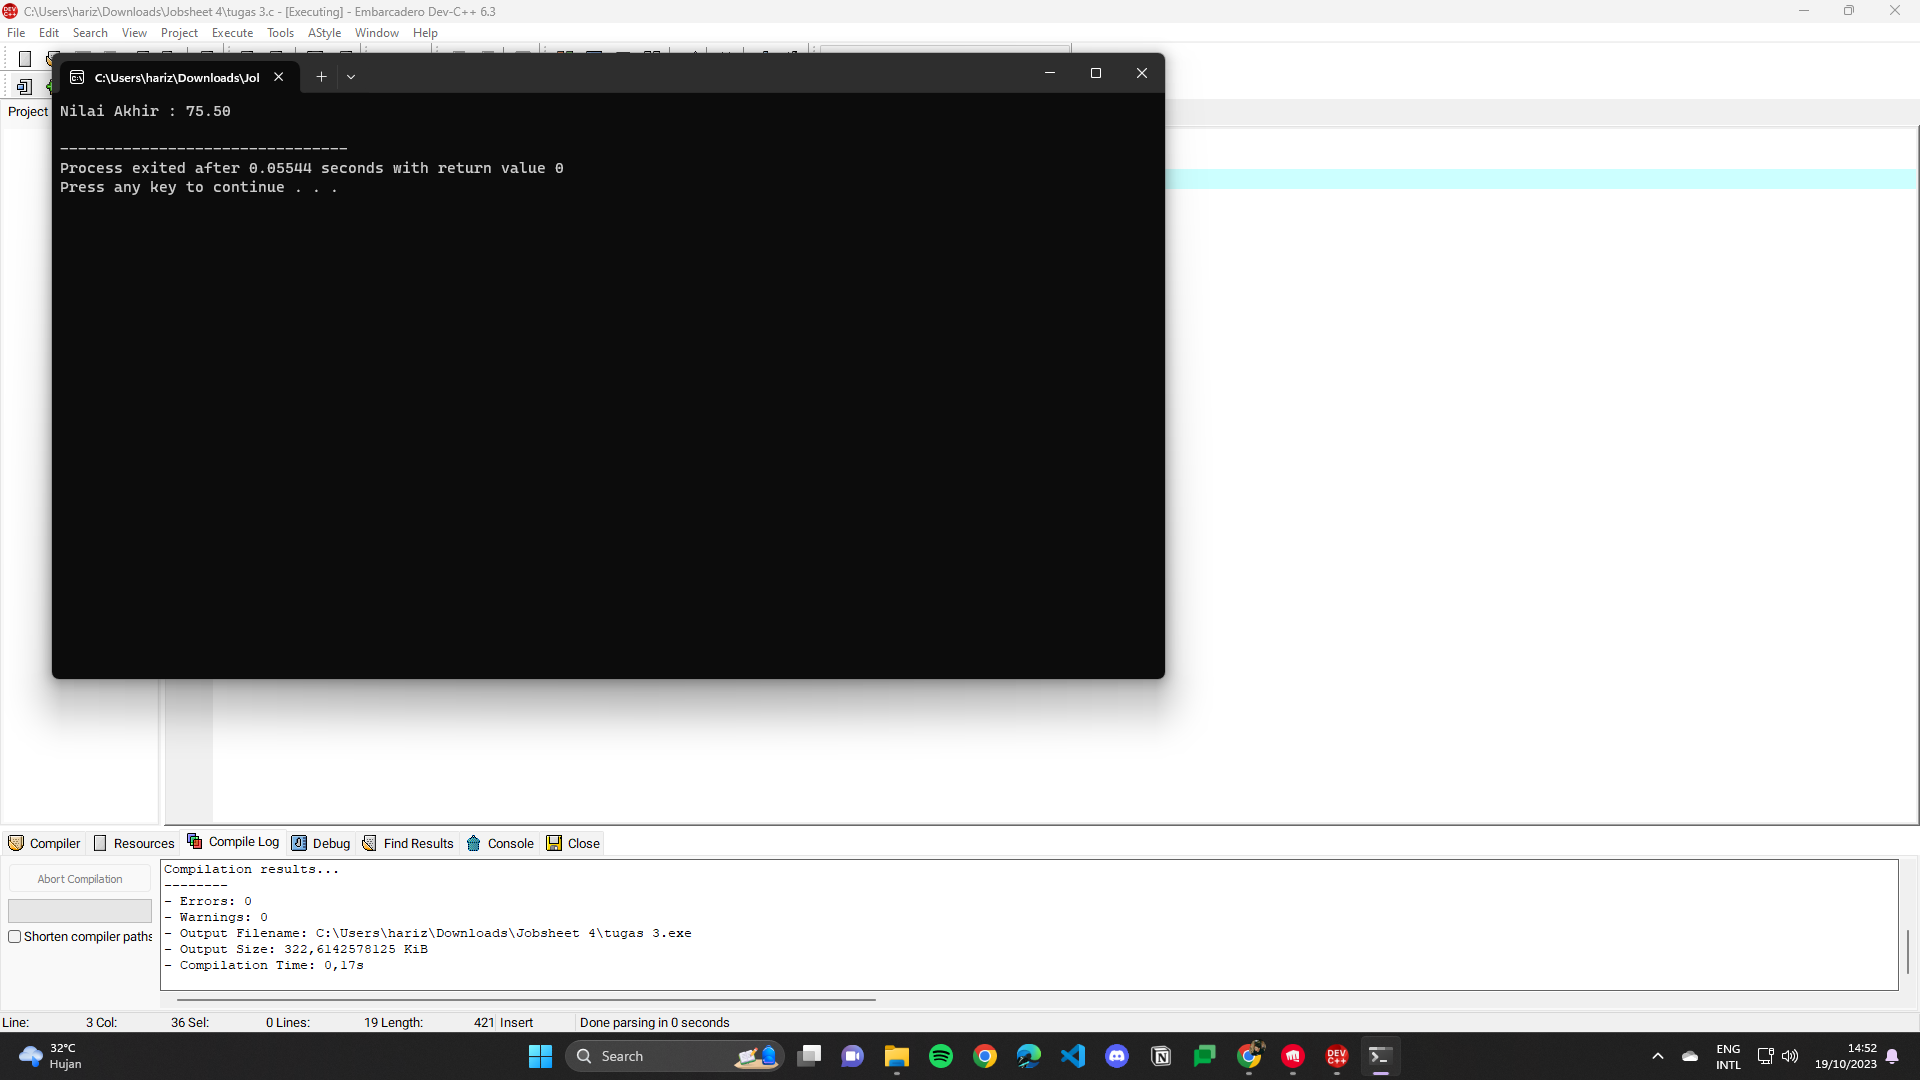 C:\Users\hariz\Downloads\Jobsheet 4\tugas 3.c - [Executing] - Embarcadero Dev-C++ 6.3
File Edit Search View Project Execute Tools AStyle Window Help
C:\Users\hariz\Downloads\Jol
Project
Nilai Akhir : 75.50
--------------------------------
Process exited after 0.05544 seconds with return value 0
Press any key to continue . . .
Compiler Resources Compile Log Debug Find Results Console Close
Abort Compilation
Shorten compiler paths
Compilation results...
--------
- Errors: 0
- Warnings: 0
- Output Filename: C:\Users\hariz\Downloads\Jobsheet 4\tugas 3.exe
- Output Size: 322,6142578125 KiB
- Compilation Time: 0,17s
Line: 3 Col: 36 Sel: 0 Lines: 19 Length: 421 Insert Done parsing in 0 seconds
32°C
Hujan
Search
DEV C++
ENG
INTL
14:52
19/10/2023